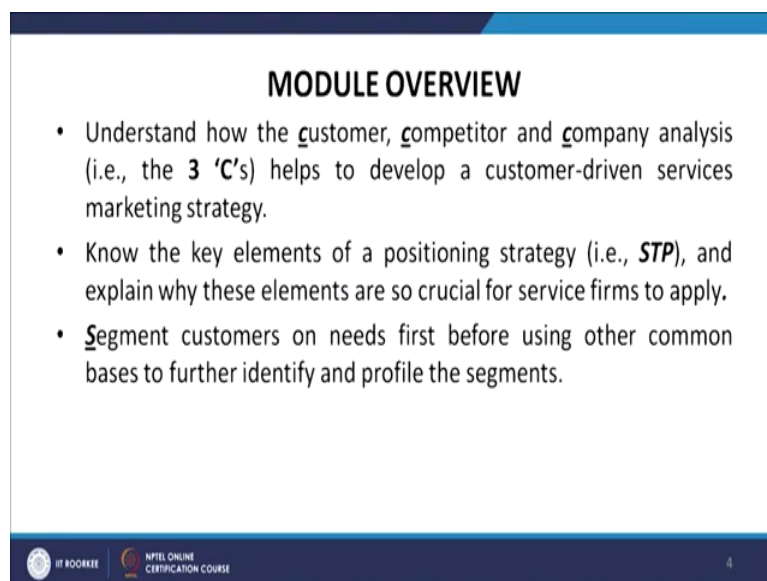 MODULE OVERVIEW
• Understand how the customer, competitor and company analysis
(i.e., the 3 ‘C’s) helps to develop a customer-driven services
marketing strategy.
• Know the key elements of a positioning strategy (i.e., STP), and
explain why these elements are so crucial for service firms to apply.
• Segment customers on needs first before using other common
bases to further identify and profile the segments.
IIT ROORKEE
NPTEL ONLINE
CERTIFICATION COURSE
4